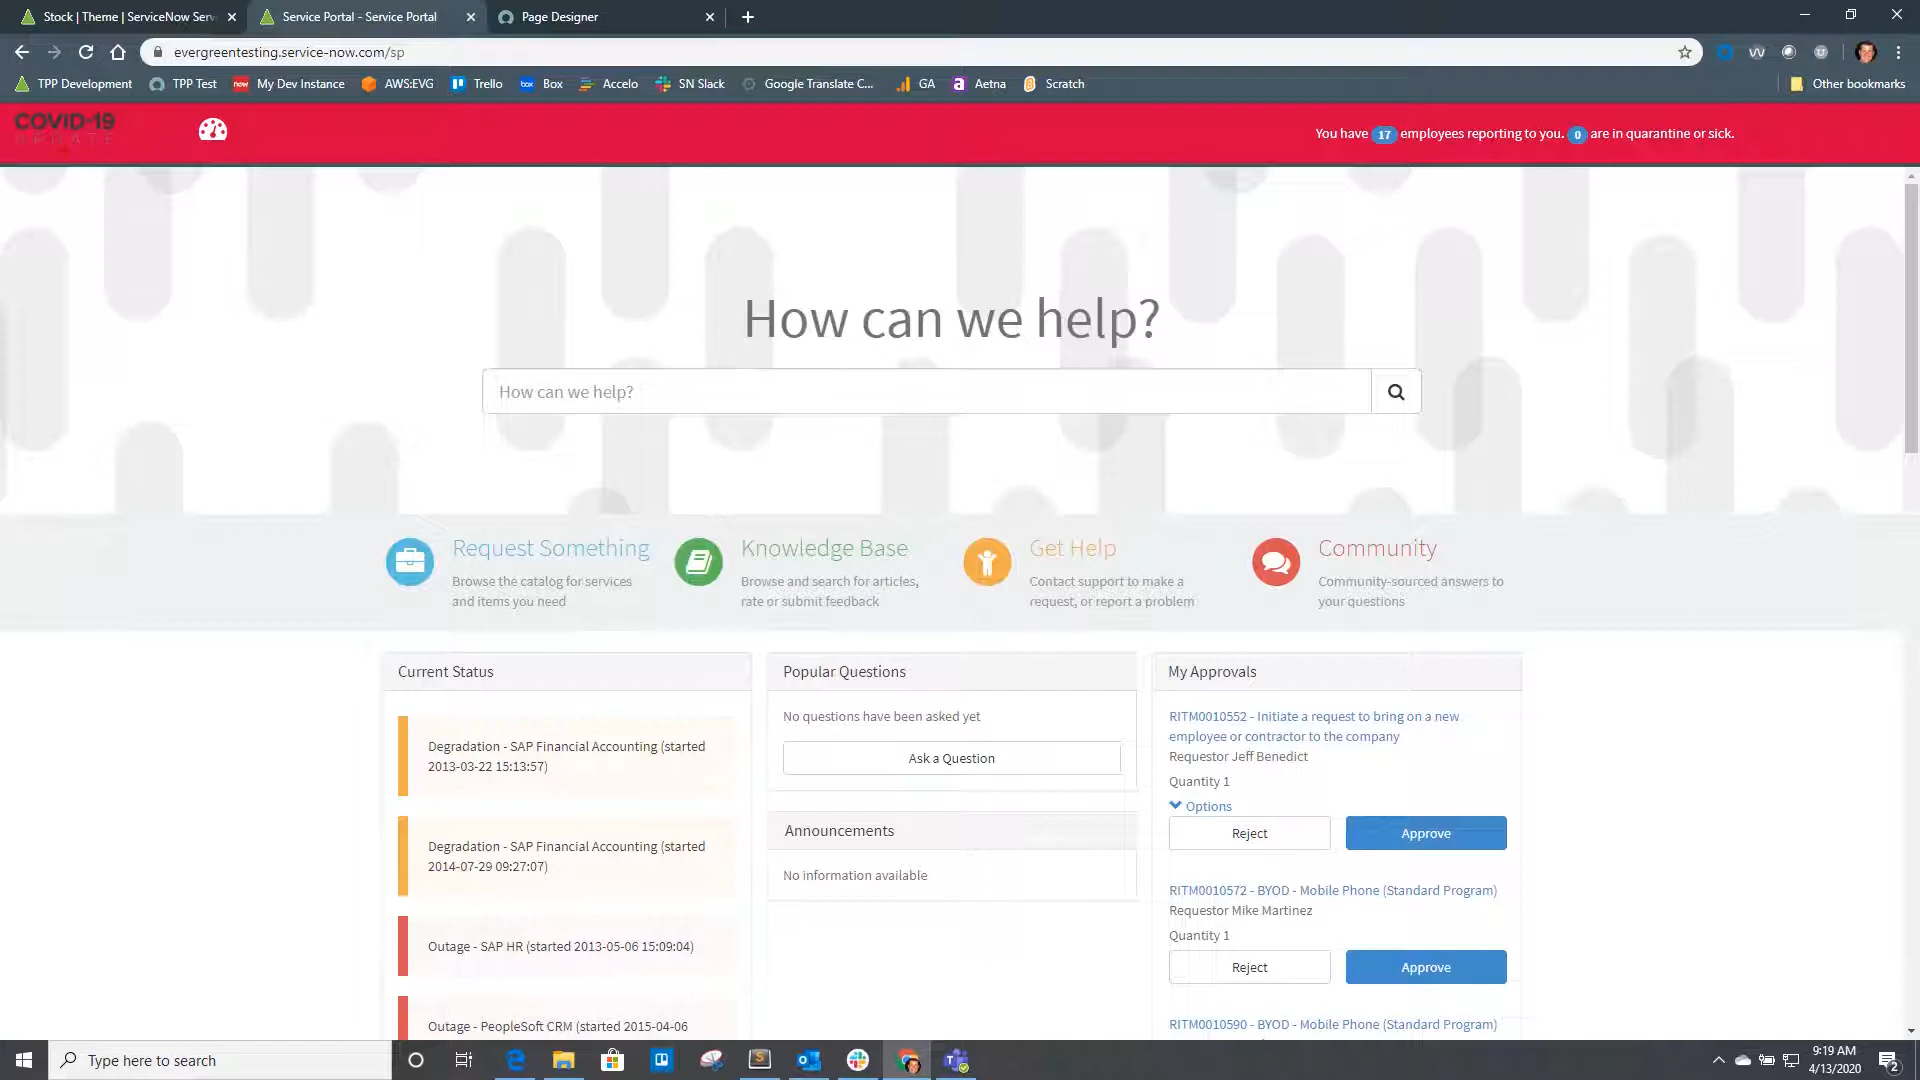 Stock | Theme | ServiceNow Serv
Service Portal - Service Portal
Page Designer
evergreentesting.service-now.com/sp
TPP Development
TPP Test
now
My Dev Instance
AWS:EVG
Trello
box
Box
Accelo
SN Slack
Google Translate C...
GA
a
Aetna
Scratch
Other bookmarks
COVID-19
You have 17 employees reporting to you. 0 are in quarantine or sick.
How can we help?
How can we help?
Request Something
Browse the catalog for services
and items you need
Knowledge Base
Browse and search for articles,
rate or submit feedback
Get Help
Contact support to make a
request, or report a problem
Community
Community-sourced answers to
your questions
Current Status
Degradation - SAP Financial Accounting (started
2013-03-22 15:13:57)
Degradation - SAP Financial Accounting (started
2014-07-29 09:27:07)
Outage - SAP HR (started 2013-05-06 15:09:04)
Outage - PeopleSoft CRM (started 2015-04-06
Popular Questions
No questions have been asked yet
Ask a Question
Announcements
No information available
My Approvals
RITM0010552 - Initiate a request to bring on a new
employee or contractor to the company
Requestor Jeff Benedict
Quantity 1
Options
Reject
Approve
RITM0010572 - BYOD - Mobile Phone (Standard Program)
Requestor Mike Martinez
Quantity 1
Reject
Approve
RITM0010590 - BYOD - Mobile Phone (Standard Program)
Type here to search
9:19 AM
4/13/2020
2